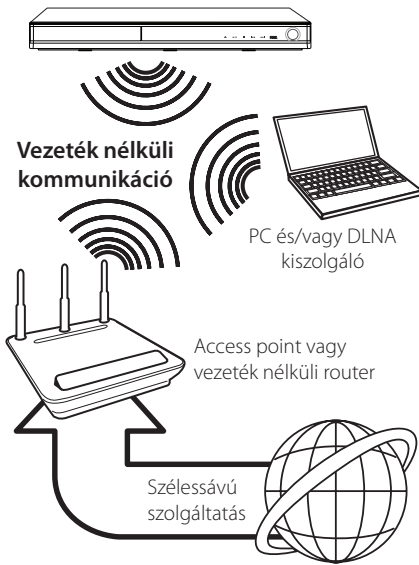 Vezeték nélküli
kommunikáció
PC és/vagy DLNA
kiszolgáló
Access point vagy
vezeték nélküli router
Szélessávú
szolgáltatás